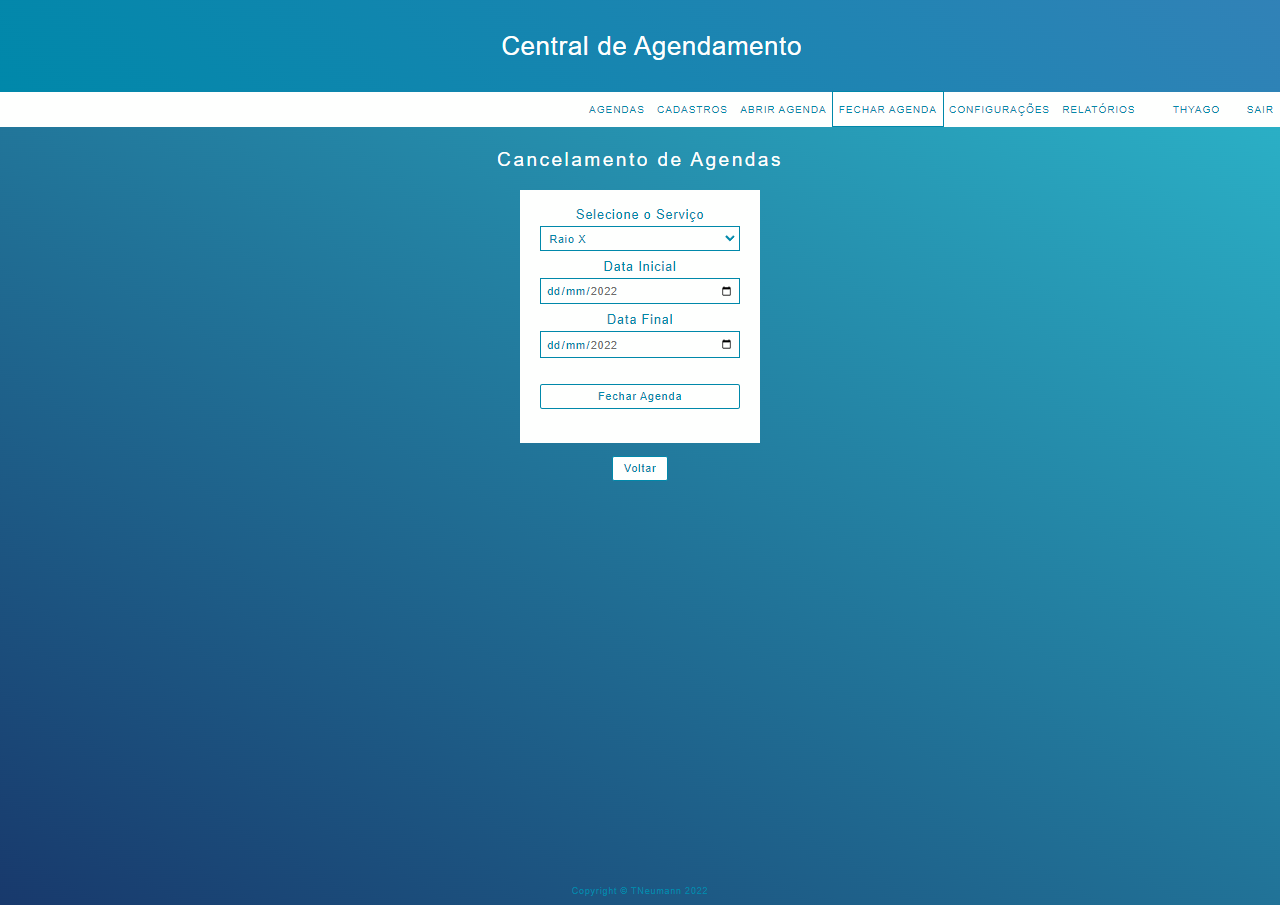 Central de Agendamento
AGENDAS CADASTROS ABRIR AGENDA FECHAR AGENDA CONFIGURAÇÕES RELATÓRIOS THYAGO SAIR
Cancelamento de Agendas
Selecione o Serviço
Raio X
Data Inicial
dd/mm/2022
Data Final
dd/mm/2022
Fechar Agenda
Voltar
Copyright © TNeumann 2022